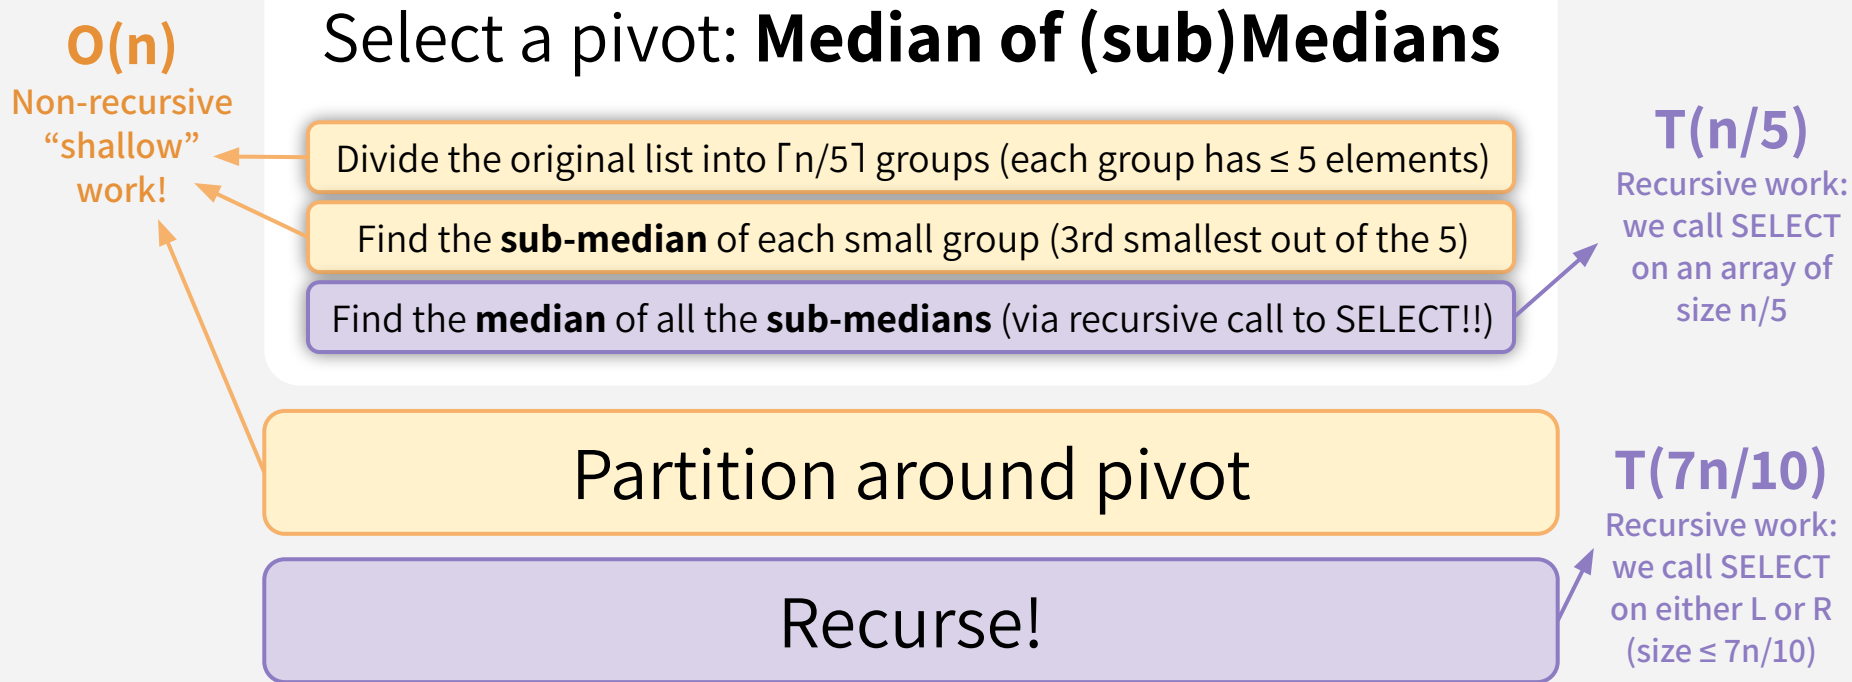 Select a pivot: Median of (sub)Medians
O(n)
Non-recursive
“shallow”
work!
Divide the original list into ⌈n/5⌉ groups (each group has ≤ 5 elements)
Find the sub-median of each small group (3rd smallest out of the 5)
Find the median of all the sub-medians (via recursive call to SELECT!!)
T(n/5)
Recursive work:
we call SELECT
on an array of
size n/5
Partition around pivot
Recurse!
T(7n/10)
Recursive work:
we call SELECT
on either L or R
(size ≤ 7n/10)